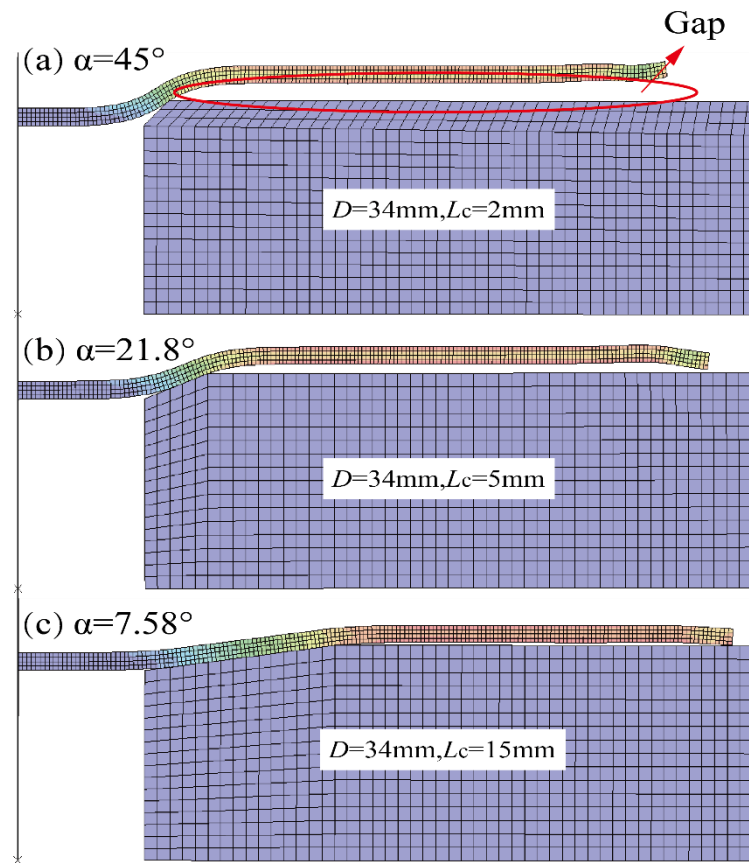 Gap
(a) α=45°
D=34mm,Lc=2mm
(b) α=21.8°
D=34mm,Lc=5mm
(c) α=7.58°
D=34mm,Lc=15mm